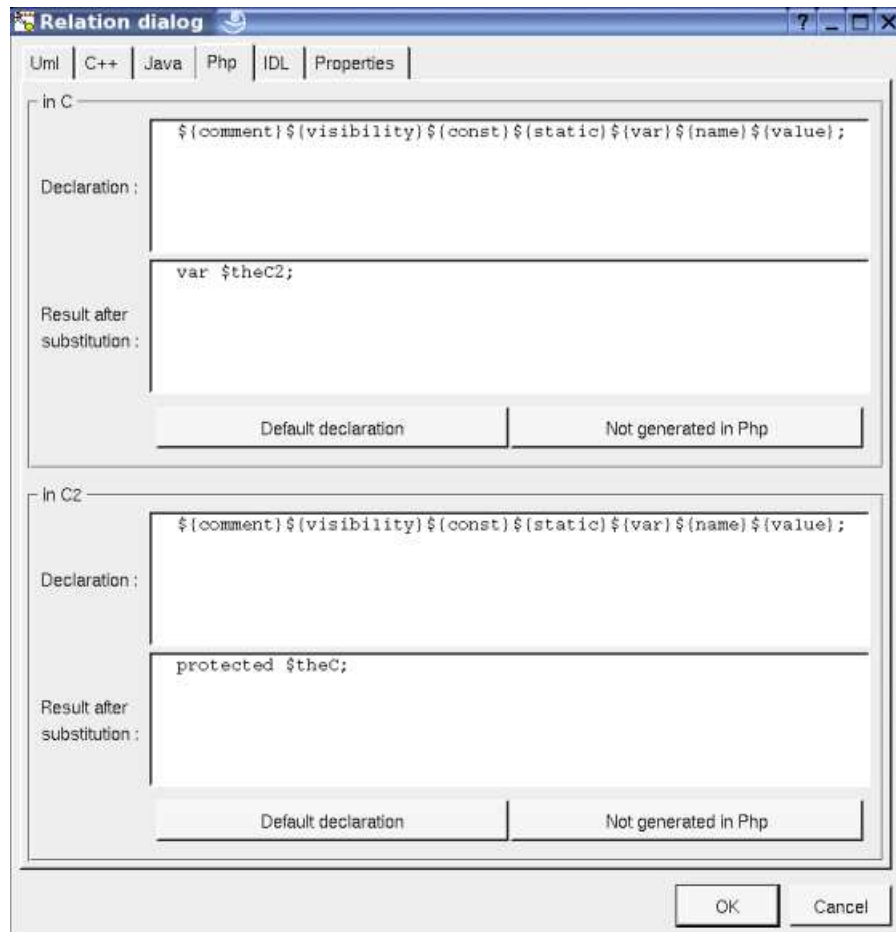 Relation dialog
Uml C++ Java Php IDL Properties
in C
Declaration :
${comment}${visibility}${const}${static}${var}${name}${value};
Result after
substitution :
var $theC2;
Default declaration Not generated in Php
in C2
Declaration :
${comment}${visibility}${const}${static}${var}${name}${value};
Result after
substitution :
protected $theC;
Default declaration Not generated in Php
OK Cancel